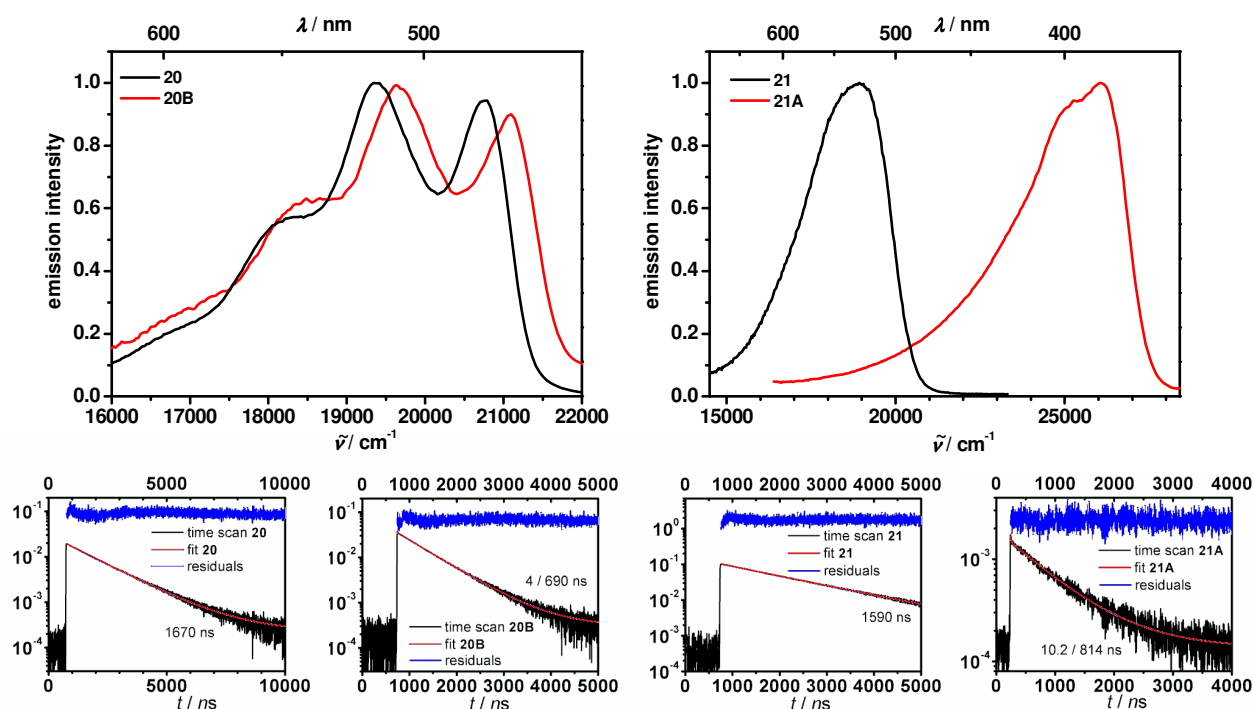 λ / nm
600 500
20
20B
1.0
0.8
0.6
0.4
0.2
0.0
emission intensity
16000 17000 18000 19000 20000 21000 22000
ṽ / cm⁻¹
λ / nm
600 500 400
21
21A
1.0
0.8
0.6
0.4
0.2
0.0
emission intensity
15000 20000 25000
ṽ / cm⁻¹
0 5000 10000
10⁻¹
10⁻²
10⁻³
10⁻⁴
time scan 20
fit 20
residuals
1670 ns
0 5000 10000
t / ns
0 1000 2000 3000 4000 5000
10⁻¹
10⁻²
10⁻³
10⁻⁴
4 / 690 ns
time scan 20B
fit 20B
residuals
0 1000 2000 3000 4000 5000
t / ns
0 1000 2000 3000 4000 5000
10⁰
10⁻¹
10⁻²
10⁻³
10⁻⁴
time scan 21
fit 21
residuals
1590 ns
0 1000 2000 3000 4000 5000
t / ns
0 1000 2000 3000 4000
10⁻³
10⁻⁴
time scan 21A
fit 21A
residuals
10.2 / 814 ns
0 1000 2000 3000 4000
t / ns